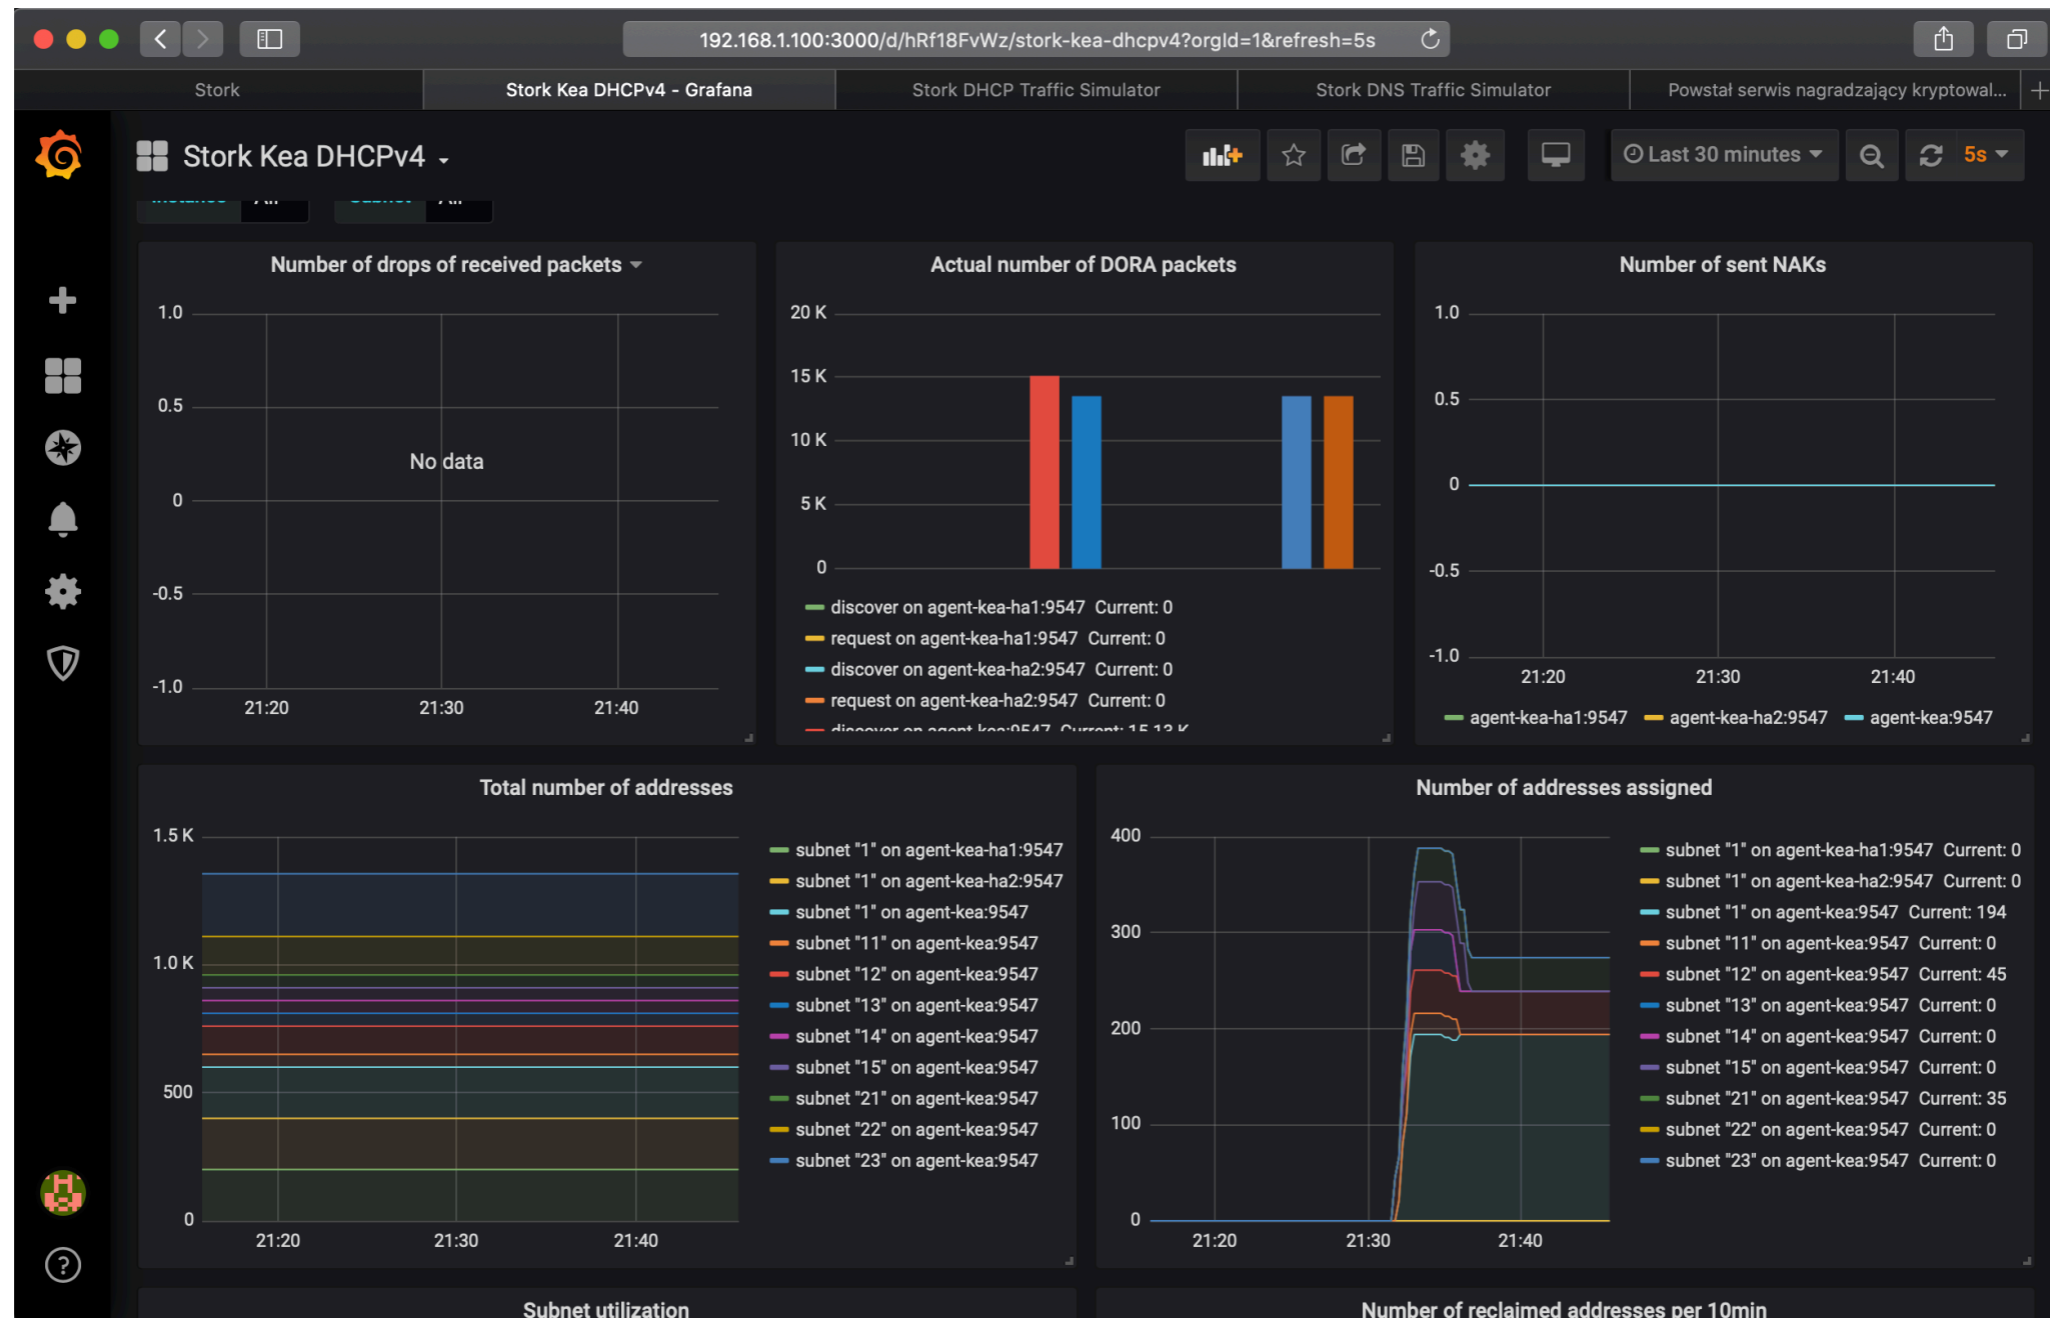 192.168.1.100:3000/d/hRf18FvWz/stork-kea-dhcpv4?orgId=1&refresh=5s
Stork
Stork Kea DHCPv4 - Grafana
Stork DHCP Traffic Simulator
Stork DNS Traffic Simulator
Powstał serwis nagradzający kryptowal...
Stork Kea DHCPv4
Last 30 minutes
5s
Instance All
Subnet All
Number of drops of received packets
1.0
0.5
No data
0
-0.5
-1.0
21:20 21:30 21:40
Actual number of DORA packets
20 K
15 K
10 K
5 K
0
discover on agent-kea-ha1:9547 Current: 0
request on agent-kea-ha1:9547 Current: 0
discover on agent-kea-ha2:9547 Current: 0
request on agent-kea-ha2:9547 Current: 0
discover on agent-kea:9547 Current: 15.13 K
Number of sent NAKs
1.0
0.5
0
-0.5
-1.0
21:20 21:30 21:40
agent-kea-ha1:9547 agent-kea-ha2:9547 agent-kea:9547
Total number of addresses
1.5 K
1.0 K
500
0
21:20 21:30 21:40
subnet "1" on agent-kea-ha1:9547
subnet "1" on agent-kea-ha2:9547
subnet "1" on agent-kea:9547
subnet "11" on agent-kea:9547
subnet "12" on agent-kea:9547
subnet "13" on agent-kea:9547
subnet "14" on agent-kea:9547
subnet "15" on agent-kea:9547
subnet "21" on agent-kea:9547
subnet "22" on agent-kea:9547
subnet "23" on agent-kea:9547
Number of addresses assigned
400
300
200
100
0
21:20 21:30 21:40
subnet "1" on agent-kea-ha1:9547 Current: 0
subnet "1" on agent-kea-ha2:9547 Current: 0
subnet "1" on agent-kea:9547 Current: 194
subnet "11" on agent-kea:9547 Current: 0
subnet "12" on agent-kea:9547 Current: 45
subnet "13" on agent-kea:9547 Current: 0
subnet "14" on agent-kea:9547 Current: 0
subnet "15" on agent-kea:9547 Current: 0
subnet "21" on agent-kea:9547 Current: 35
subnet "22" on agent-kea:9547 Current: 0
subnet "23" on agent-kea:9547 Current: 0
Subnet utilization
Number of reclaimed addresses per 10min